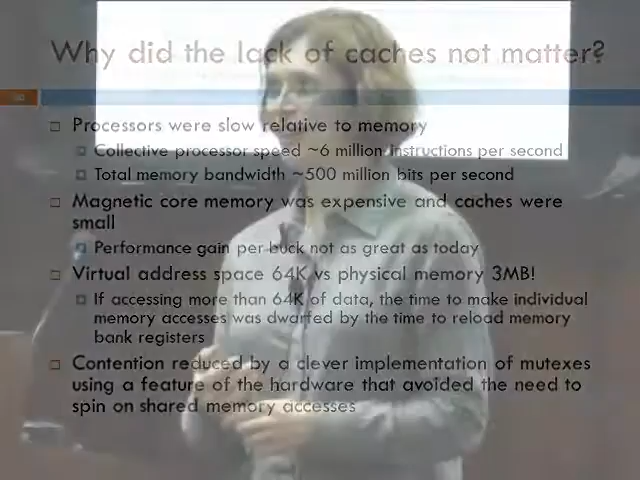 Why did the lack of caches not matter?
Processors were slow relative to memory
Collective processor speed ~6 million instructions per second
Total memory bandwidth ~500 million bits per second
Magnetic core memory was expensive and caches were
small
Performance gain per buck not as great as today
Virtual address space 64K vs physical memory 3MB!
If accessing more than 64K of data, the time to make individual
memory accesses was dwarfed by the time to reload memory
bank registers
Contention reduced by a clever implementation of mutexes
using a feature of the hardware that avoided the need to
spin on shared memory accesses